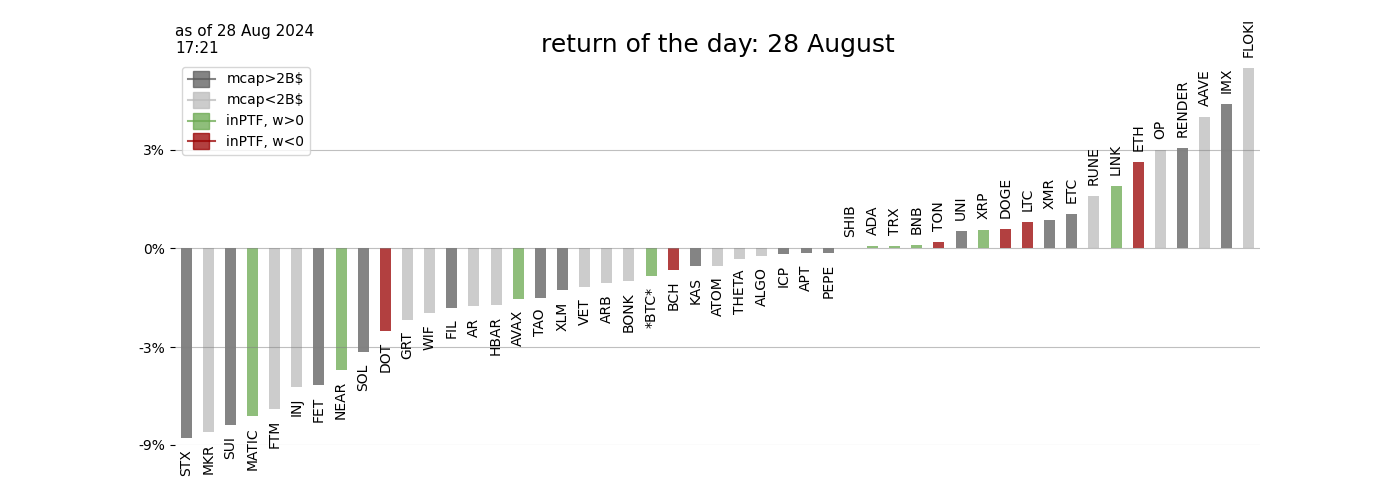 as of 28 Aug 2024
17:21
return of the day: 28 August
mcap>2B$
mcap<2B$
inPTF, w>0
inPTF, w<0
3%
0%
-3%
-9%
STX
MKR
SUI
MATIC
FTM
INJ
FET
NEAR
SOL
DOT
GRT
WIF
FIL
AR
HBAR
AVAX
TAO
XLM
VET
ARB
BONK
*BTC*
BCH
KAS
ATOM
THETA
ALGO
ICP
APT
PEPE
SHIB
ADA
TRX
BNB
TON
UNI
XRP
DOGE
LTC
XMR
ETC
RUNE
LINK
ETH
OP
RENDER
AAVE
IMX
FLOKI